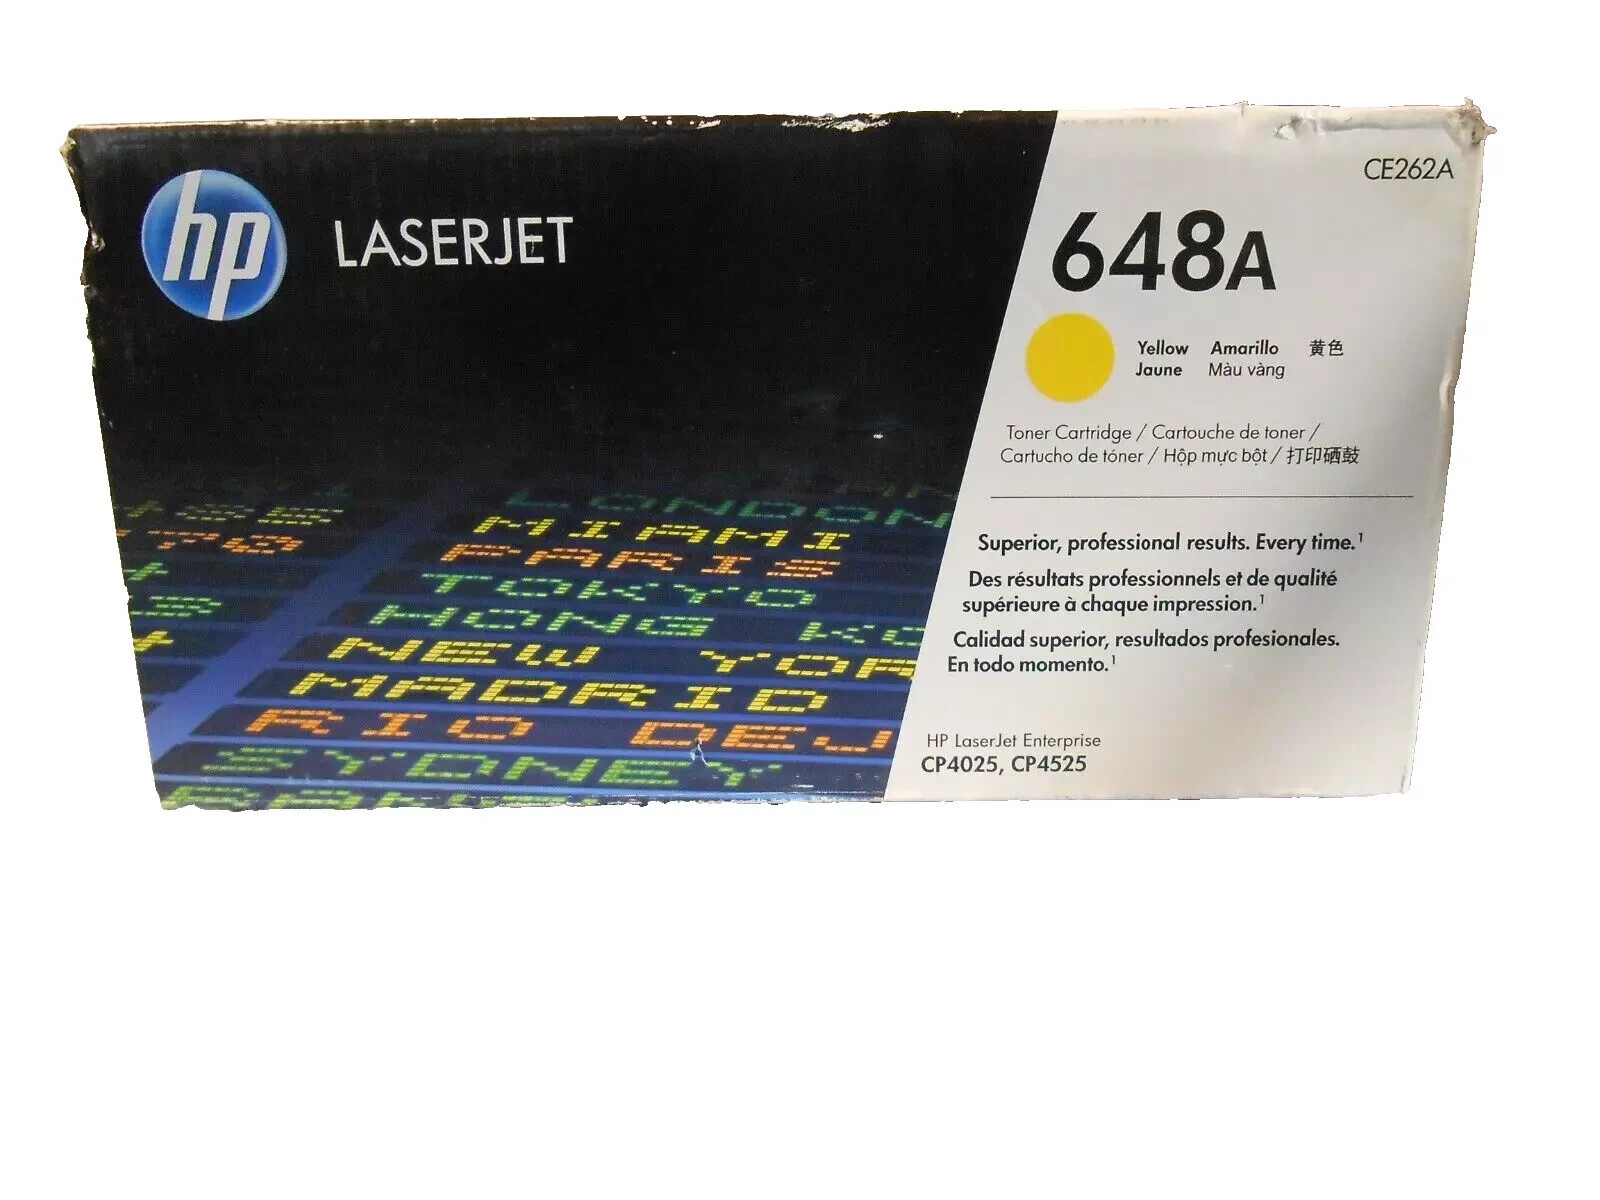 hp
LASERJET
CE262A
648A
Yellow Amarillo 黄色
Jaune Màu vàng
Toner Cartridge / Cartouche de toner /
Cartucho de tóner / Hộp mực bột / 打印硒鼓
Superior, professional results. Every time.¹
Des résultats professionnels et de qualité
supérieure à chaque impression.¹
Calidad superior, resultados profesionales.
En todo momento.¹
HP LaserJet Enterprise
CP4025, CP4525
LONDON
MIAMI
PARIS
TOKYO
HONG KO
NEW YOR
MADRID
RIO DEJ
SYDNEY